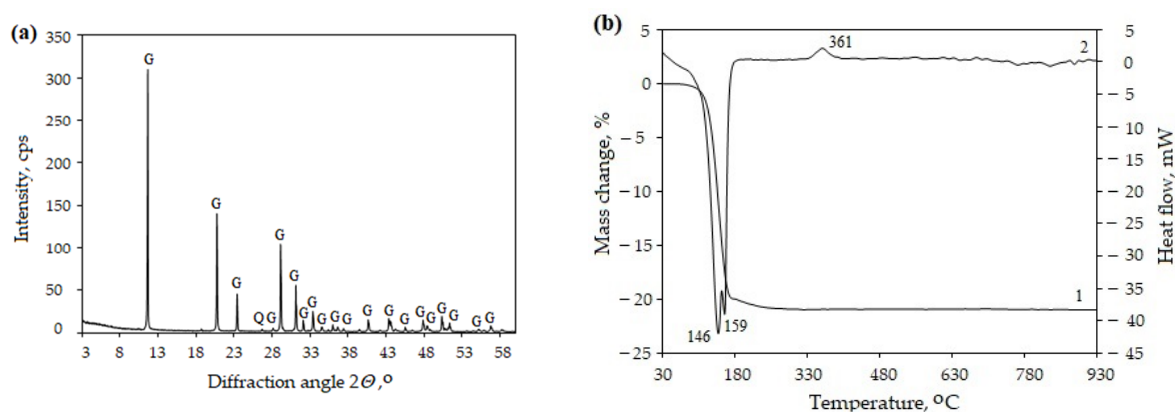 (a)
350
300
250
200
150
100
50
0
Intensity, cps
G
G
G
Q G
G
G
G
G
G
G
G
G
G
G
G
G
G
3 8 13 18 23 28 33 38 43 48 53 58
Diffraction angle 2Θ,º
(b)
5
0
−5
−10
−15
−20
−25
Mass change, %
361
2
146
159
1
5
0
−5
−10
−15
−20
−25
−30
−35
−40
−45
Heat flow, mW
30 180 330 480 630 780 930
Temperature, ºC